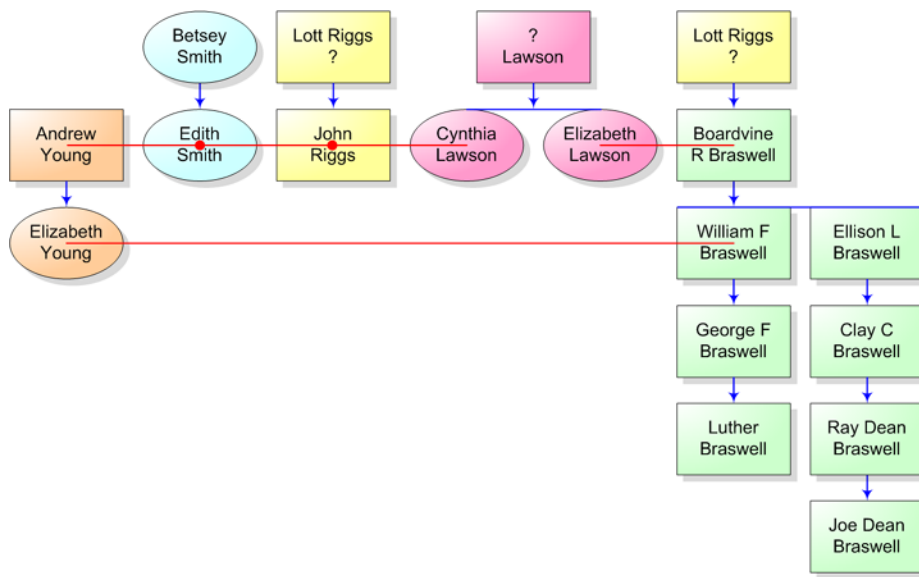 Betsey
Smith
Lott Riggs
?
?
Lawson
Lott Riggs
?
Andrew
Young
Edith
Smith
John
Riggs
Cynthia
Lawson
Elizabeth
Lawson
Boardvine
R Braswell
Elizabeth
Young
William F
Braswell
Ellison L
Braswell
George F
Braswell
Clay C
Braswell
Luther
Braswell
Ray Dean
Braswell
Joe Dean
Braswell